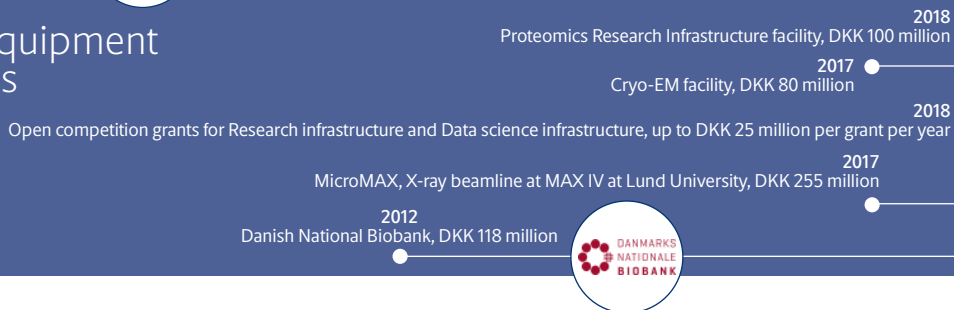 quipment
s
2018
Proteomics Research Infrastructure facility, DKK 100 million
2017
Cryo-EM facility, DKK 80 million
2018
Open competition grants for Research infrastructure and Data science infrastructure, up to DKK 25 million per grant per year
2017
MicroMAX, X-ray beamline at MAX IV at Lund University, DKK 255 million
2012
Danish National Biobank, DKK 118 million
DANMARKS
NATIONALE
BIOBANK